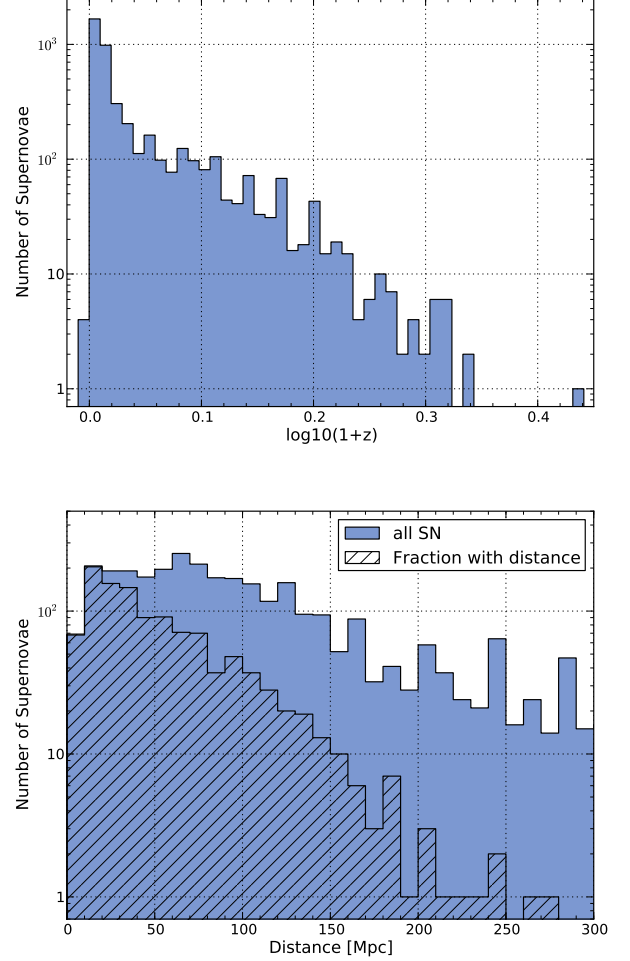 10³
10²
10
1
Number of Supernovae
0.0 0.1 0.2 0.3 0.4
log10(1+z)
all SN
Fraction with distance
10²
10
1
Number of Supernovae
0 50 100 150 200 250 300
Distance [Mpc]